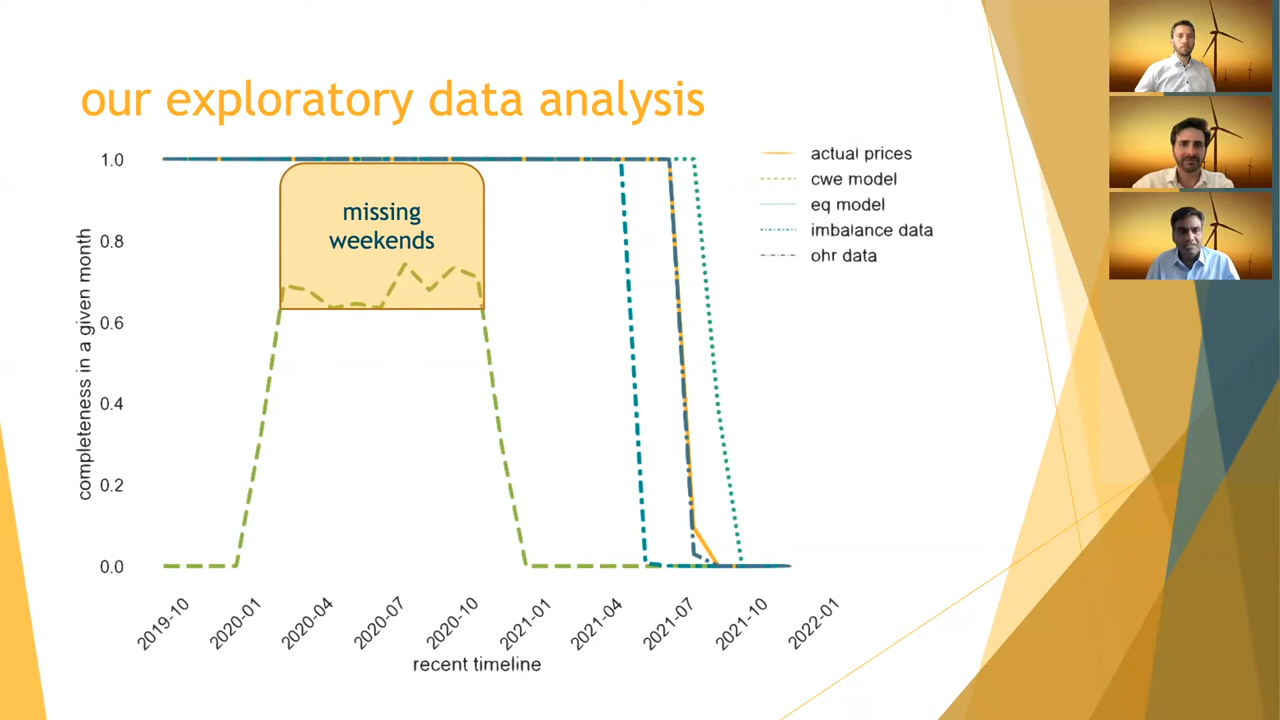 our exploratory data analysis
1.0
0.8
0.6
0.4
0.2
0.0
completeness in a given month
missing
weekends
2019-10
2020-01
2020-04
2020-07
2020-10
2021-01
2021-04
2021-07
2021-10
2022-01
recent timeline
actual prices
cwe model
eq model
imbalance data
ohr data